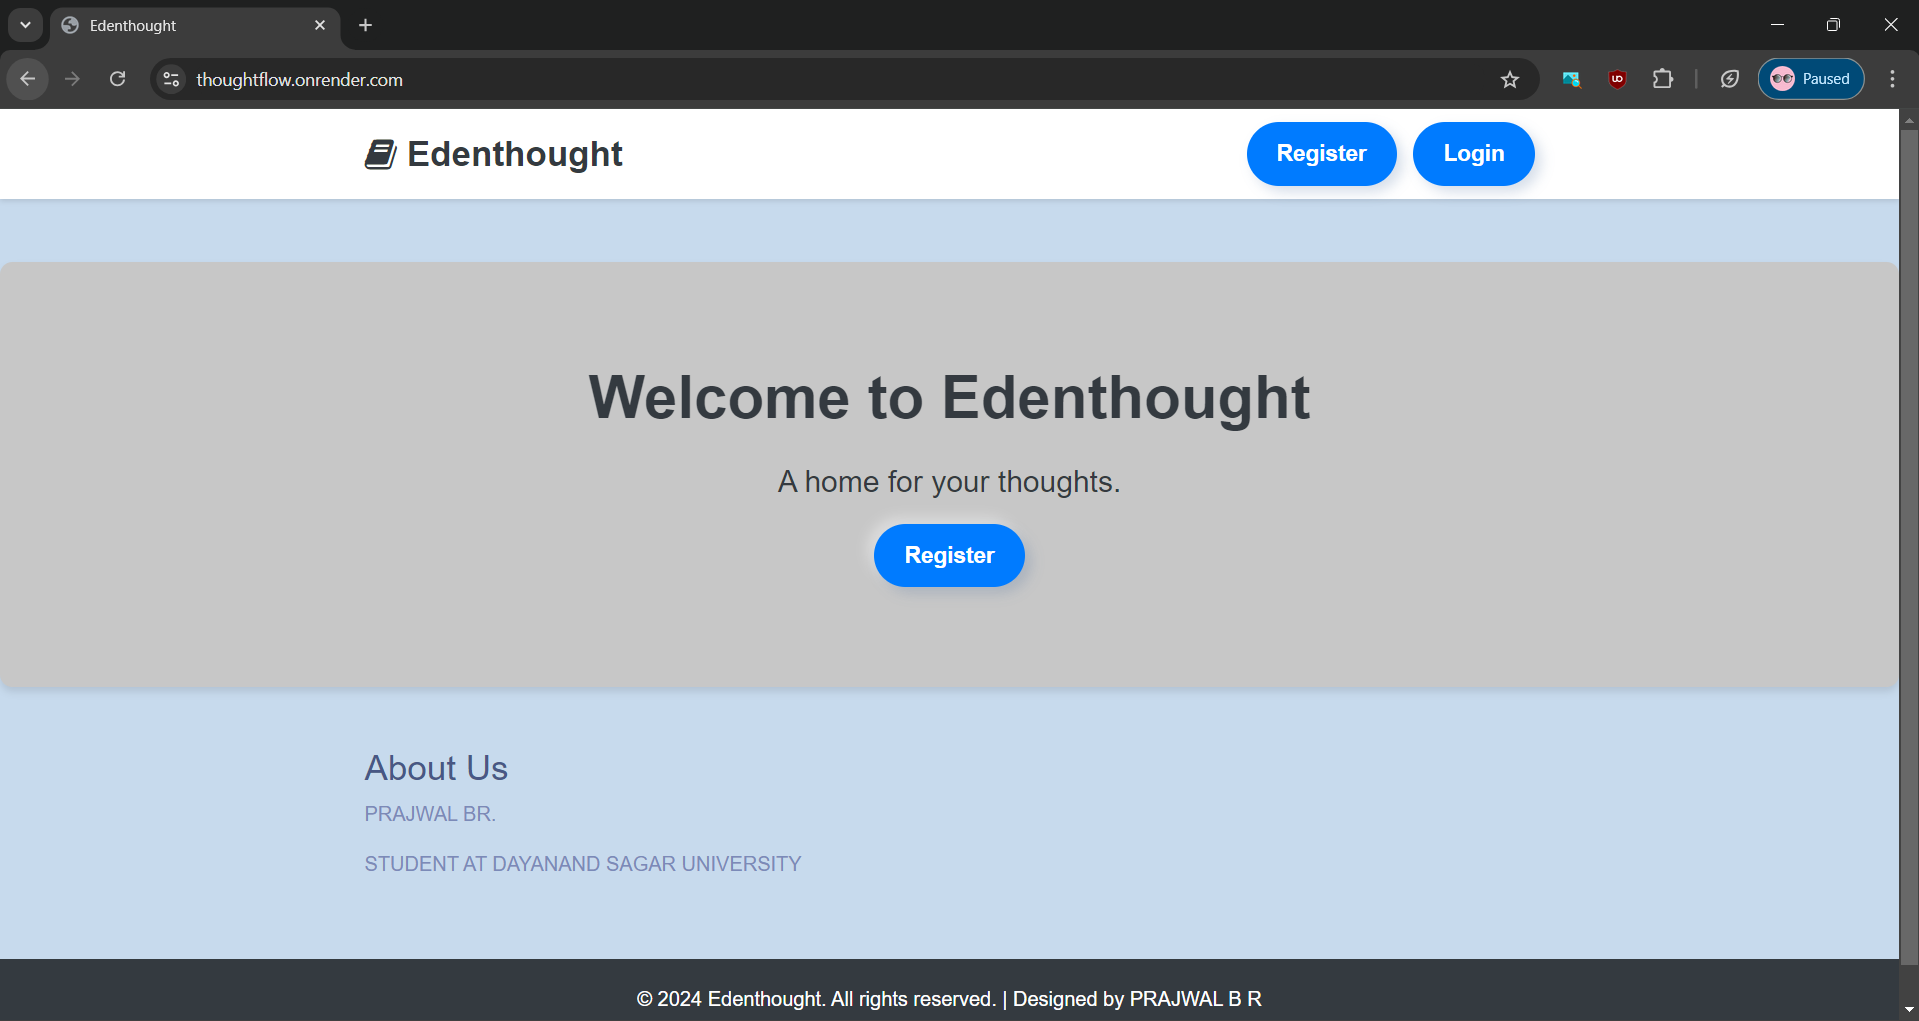 Edenthought
thoughtflow.onrender.com
Paused
Edenthought
Register
Login
Welcome to Edenthought
A home for your thoughts.
Register
About Us
PRAJWAL BR.
STUDENT AT DAYANAND SAGAR UNIVERSITY
© 2024 Edenthought. All rights reserved. | Designed by PRAJWAL B R